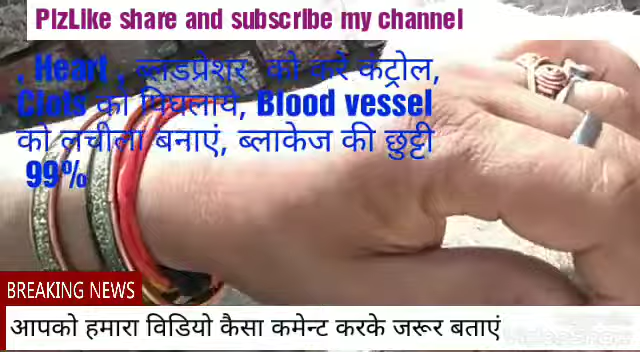 PlzLike share and subscribe my channel
, Heart , ब्लडप्रेशर को करे कंट्रोल,
Clots को पिघलाये, Blood vessel
को लचीला बनाएं, ब्लाकेज की छुट्टी
99%
BREAKING NEWS
आपको हमारा विडियो कैसा कमेन्ट करके जरूर बताएं